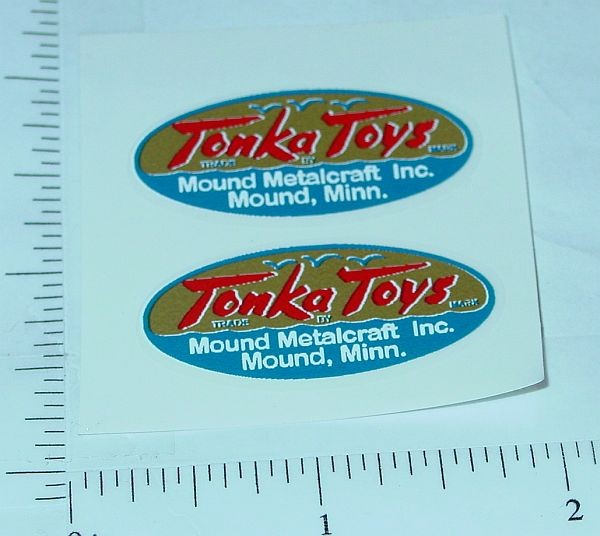 Tonka Toys
TRADE BY MARK
Mound Metalcraft Inc.
Mound, Minn.
Tonka Toys
TRADE BY MARK
Mound Metalcraft Inc.
Mound, Minn.
1
2